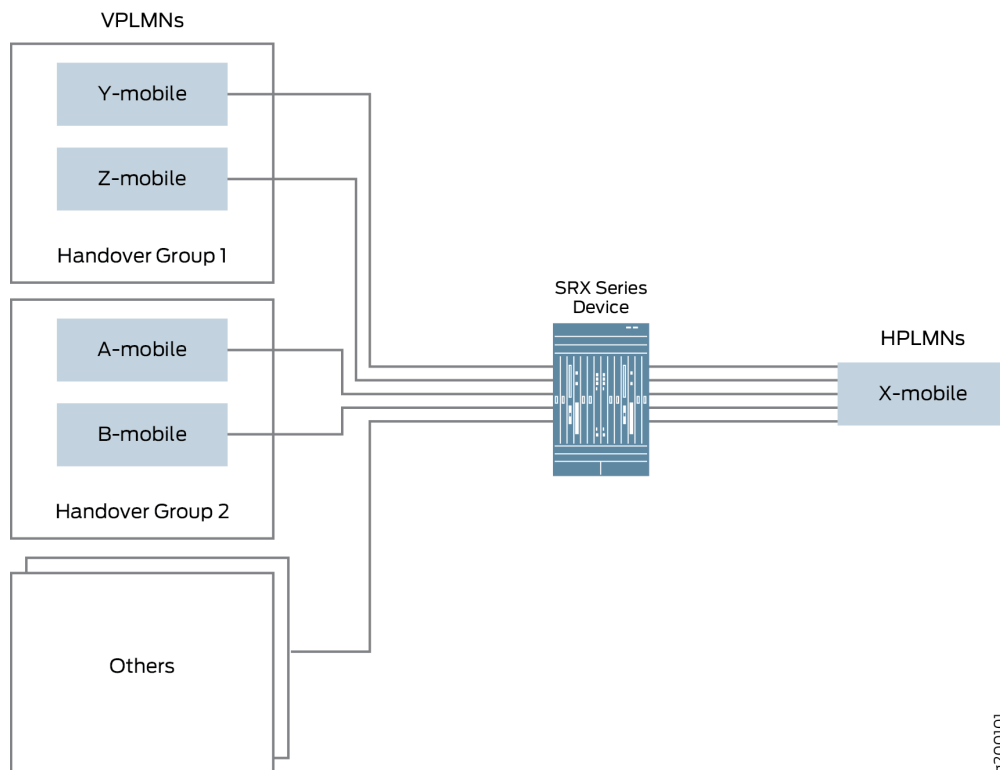 VPLMNs
Y-mobile
Z-mobile
Handover Group 1
A-mobile
B-mobile
Handover Group 2
Others
SRX Series
Device
HPLMNs
X-mobile